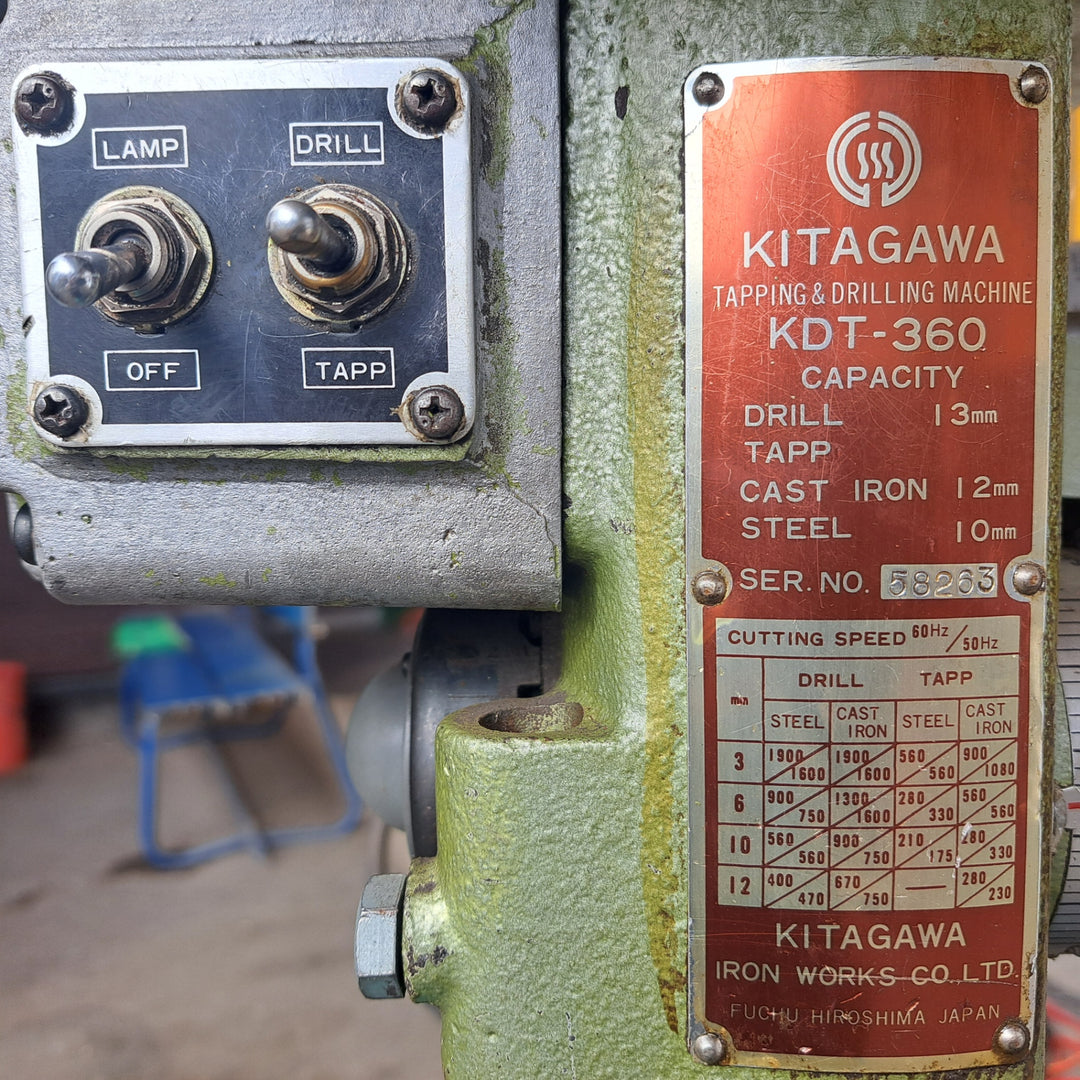 LAMP DRILL
OFF TAPP
KITAGAWA
TAPPING & DRILLING MACHINE
KDT-360
CAPACITY
DRILL 13mm
TAPP
CAST IRON 12mm
STEEL 10mm
SER. NO. 58263
CUTTING SPEED 60Hz/50Hz
DRILL TAPP
mm STEEL CAST IRON STEEL CAST IRON
3 1900/1600 1900/1600 560/560 900/1080
6 900/750 1300/1600 280/330 560/560
10 560/560 900/750 210/175 280/330
12 400/470 670/750 — 280/230
KITAGAWA
IRON WORKS CO., LTD.
FUCHU HIROSHIMA JAPAN